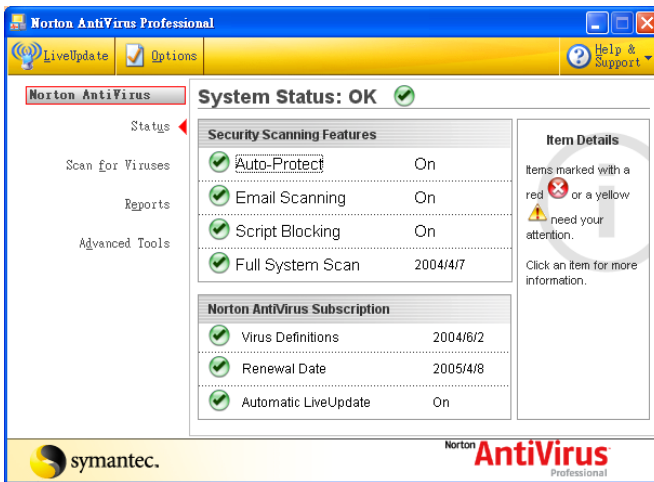 Norton AntiVirus Professional
LiveUpdate
Options
Help &
Support
Norton AntiVirus
Status
Scan for Viruses
Reports
Advanced Tools
System Status: OK
Security Scanning Features
Auto-Protect On
Email Scanning On
Script Blocking On
Full System Scan 2004/4/7
Norton AntiVirus Subscription
Virus Definitions 2004/6/2
Renewal Date 2005/4/8
Automatic LiveUpdate On
Item Details
Items marked with a
red or a yellow
need your
attention.
Click an item for more
information.
symantec.
Norton AntiVirus
Professional